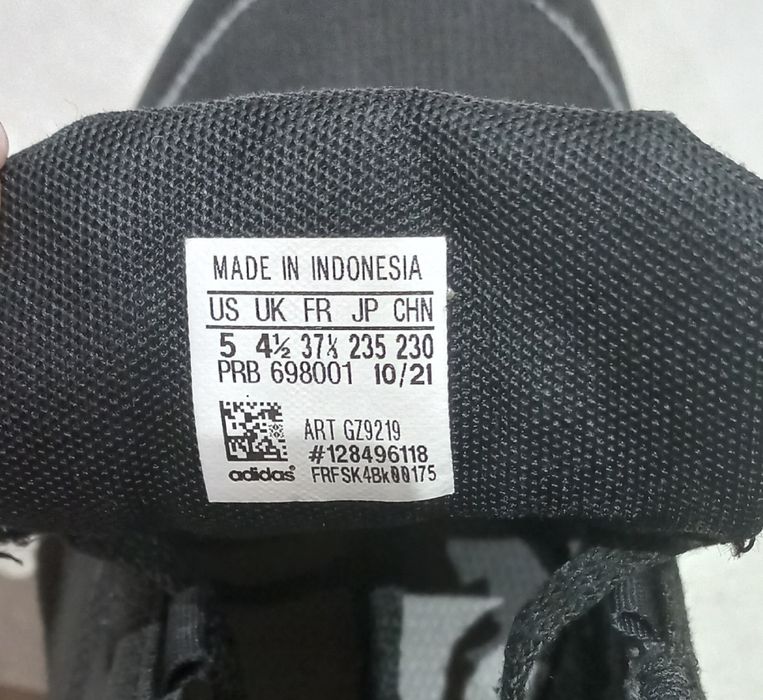 MADE IN INDONESIA
US UK FR JP CHN
5 4½ 37⅓ 235 230
PRB 698001 10/21
ART GZ9219
#128496118
adidas® FRFSK4Bk00175